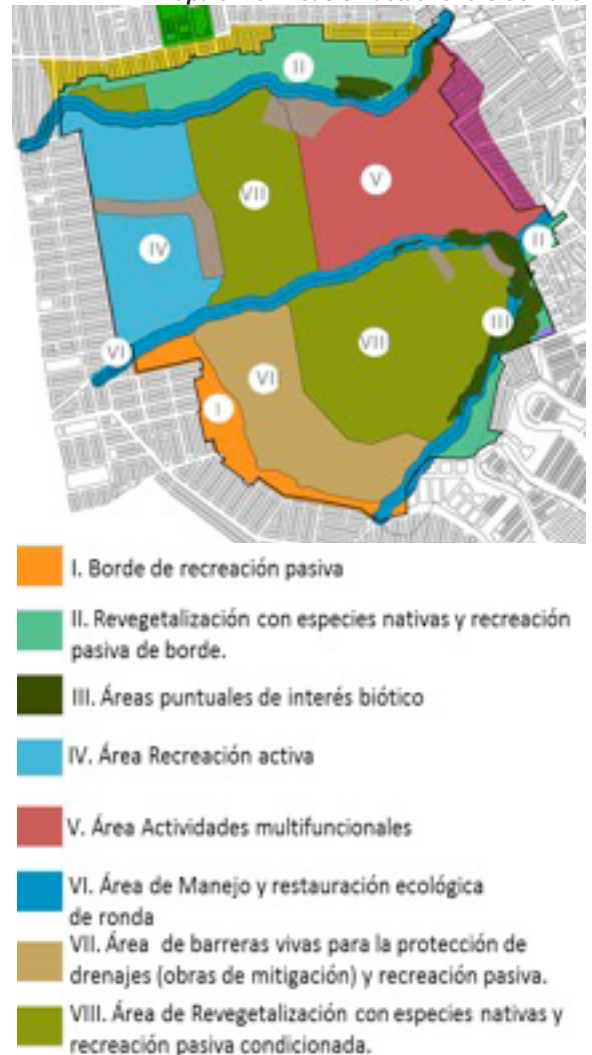 II
VII
V
IV
II
III
VII
VI
VI
I
I. Borde de recreación pasiva
II. Revegetalización con especies nativas y recreación
pasiva de borde.
III. Áreas puntuales de interés biótico
IV. Área Recreación activa
V. Área Actividades multifuncionales
VI. Área de Manejo y restauración ecológica
de ronda
VII. Área de barreras vivas para la protección de
drenajes (obras de mitigación) y recreación pasiva.
VIII. Área de Revegetalización con especies nativas y
recreación pasiva condicionada.